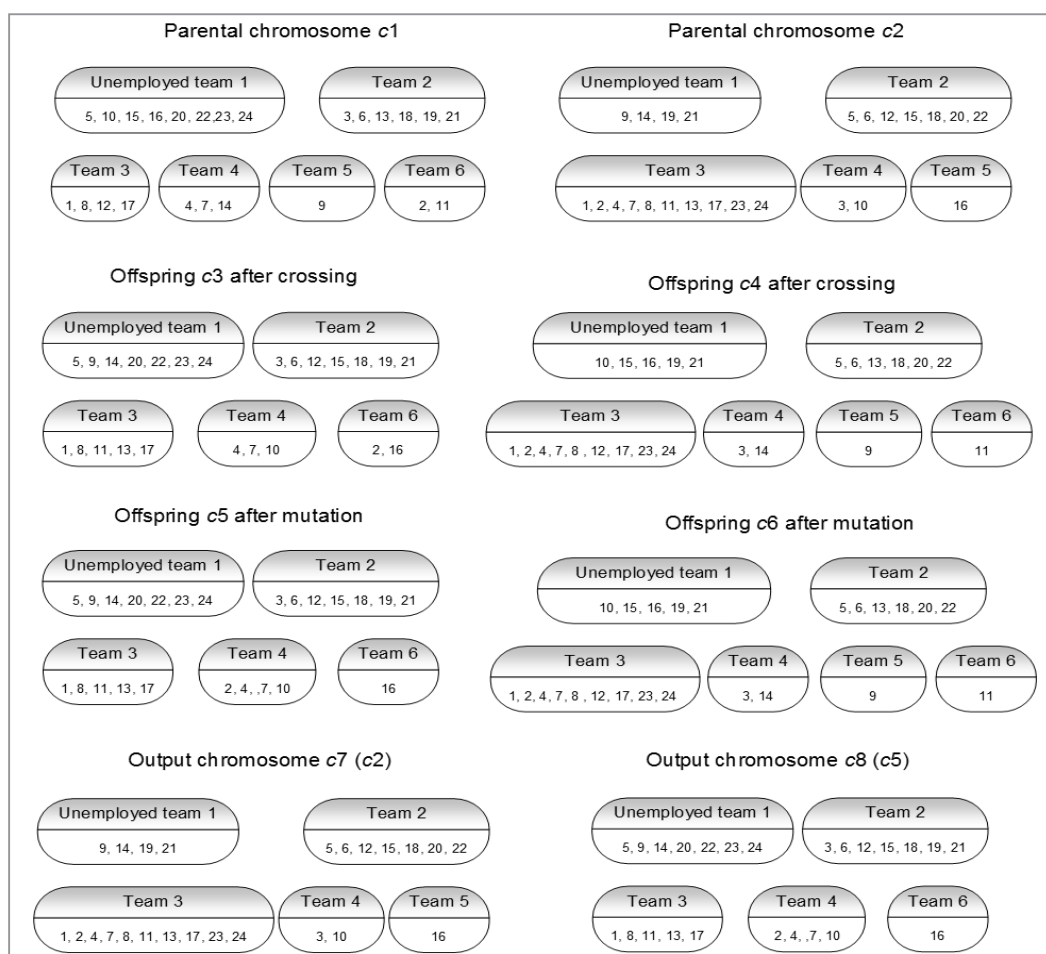 Parental chromosome c1
Parental chromosome c2
Unemployed team 1
Team 2
5, 10, 15, 16, 20, 22,23, 24
3, 6, 13, 18, 19, 21
Unemployed team 1
Team 2
9, 14, 19, 21
5, 6, 12, 15, 18, 20, 22
Team 3
Team 4
Team 5
Team 6
1, 8, 12, 17
4, 7, 14
9
2, 11
Team 3
Team 4
Team 5
1, 2, 4, 7, 8, 11, 13, 17, 23, 24
3, 10
16
Offspring c3 after crossing
Offspring c4 after crossing
Unemployed team 1
Team 2
5, 9, 14, 20, 22, 23, 24
3, 6, 12, 15, 18, 19, 21
Unemployed team 1
Team 2
10, 15, 16, 19, 21
5, 6, 13, 18, 20, 22
Team 3
Team 4
Team 6
1, 8, 11, 13, 17
4, 7, 10
2, 16
Team 3
Team 4
Team 5
Team 6
1, 2, 4, 7, 8 , 12, 17, 23, 24
3, 14
9
11
Offspring c5 after mutation
Offspring c6 after mutation
Unemployed team 1
Team 2
5, 9, 14, 20, 22, 23, 24
3, 6, 12, 15, 18, 19, 21
Unemployed team 1
Team 2
10, 15, 16, 19, 21
5, 6, 13, 18, 20, 22
Team 3
Team 4
Team 6
1, 8, 11, 13, 17
2, 4, ,7, 10
16
Team 3
Team 4
Team 5
Team 6
1, 2, 4, 7, 8 , 12, 17, 23, 24
3, 14
9
11
Output chromosome c7 (c2)
Output chromosome c8 (c5)
Unemployed team 1
Team 2
9, 14, 19, 21
5, 6, 12, 15, 18, 20, 22
Unemployed team 1
Team 2
5, 9, 14, 20, 22, 23, 24
3, 6, 12, 15, 18, 19, 21
Team 3
Team 4
Team 5
1, 2, 4, 7, 8, 11, 13, 17, 23, 24
3, 10
16
Team 3
Team 4
Team 6
1, 8, 11, 13, 17
2, 4, ,7, 10
16